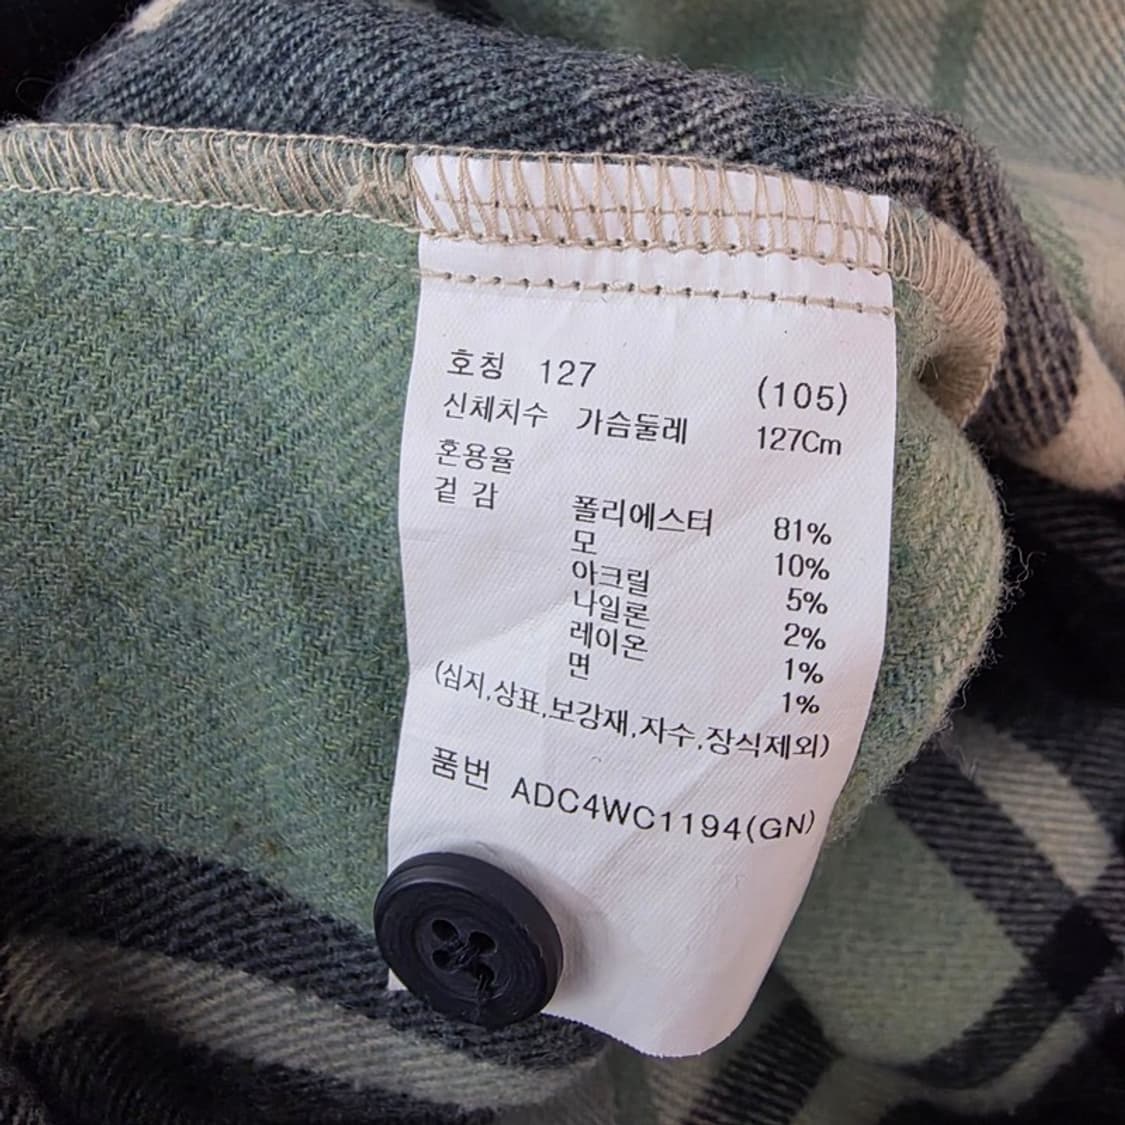 호칭 127 (105)
신체치수 가슴둘레 127Cm
혼용율
겉 감 폴리에스터 81%
모 10%
아크릴 5%
나일론 2%
레이온 1%
면 1%
(심지,상표,보강재,자수,장식제외)
품번 ADC4WC1194(GN)